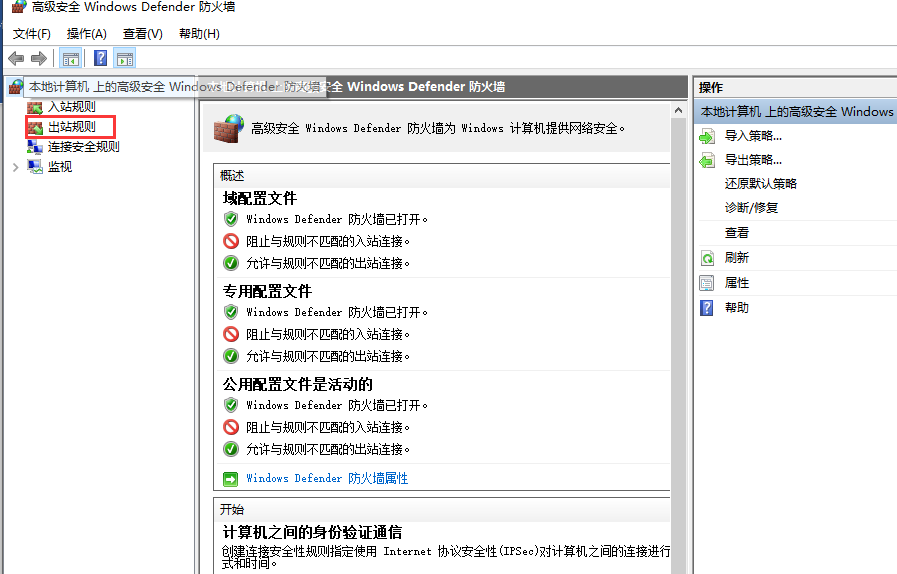 高级安全 Windows Defender 防火墙
文件(F) 操作(A) 查看(V) 帮助(H)
本地计算机 上的高级安全 Windows Defender 防火墙
安全 Windows Defender 防火墙
入站规则
出站规则
连接安全规则
监视
高级安全 Windows Defender 防火墙为 Windows 计算机提供网络安全。
概述
域配置文件
Windows Defender 防火墙已打开。
阻止与规则不匹配的入站连接。
允许与规则不匹配的出站连接。
专用配置文件
Windows Defender 防火墙已打开。
阻止与规则不匹配的入站连接。
允许与规则不匹配的出站连接。
公用配置文件是活动的
Windows Defender 防火墙已打开。
阻止与规则不匹配的入站连接。
允许与规则不匹配的出站连接。
Windows Defender 防火墙属性
开始
计算机之间的身份验证通信
创建连接安全性规则指定使用 Internet 协议安全性(IPSec)对计算机之间的连接进行
式和时间。
操作
本地计算机 上的高级安全 Windows
导入策略...
导出策略...
还原默认策略
诊断/修复
查看
刷新
属性
帮助